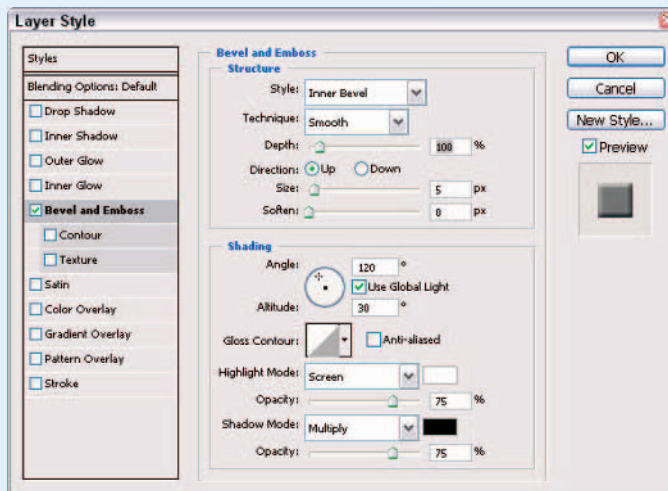 Layer Style
Styles
Blending Options: Default
Drop Shadow
Inner Shadow
Outer Glow
Inner Glow
Bevel and Emboss
Contour
Texture
Satin
Color Overlay
Gradient Overlay
Pattern Overlay
Stroke
Bevel and Emboss
Structure
Style: Inner Bevel
Technique: Smooth
Depth: 100 %
Direction: Up Down
Size: 5 px
Soften: 0 px
Shading
Angle: 120 °
Use Global Light
Altitude: 30 °
Gloss Contour: Anti-aliased
Highlight Mode: Screen
Opacity: 75 %
Shadow Mode: Multiply
Opacity: 75 %
OK
Cancel
New Style...
Preview